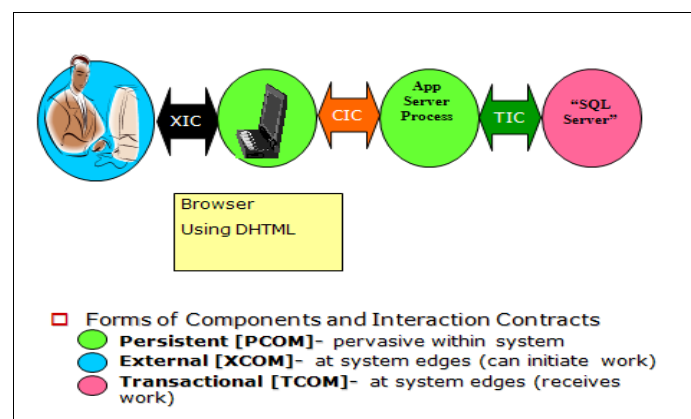 XIC
CIC
App
Server
Process
TIC
“SQL
Server”
Browser
Using DHTML
Forms of Components and Interaction Contracts
Persistent [PCOM]- pervasive within system
External [XCOM]- at system edges (can initiate work)
Transactional [TCOM]- at system edges (receives
work)